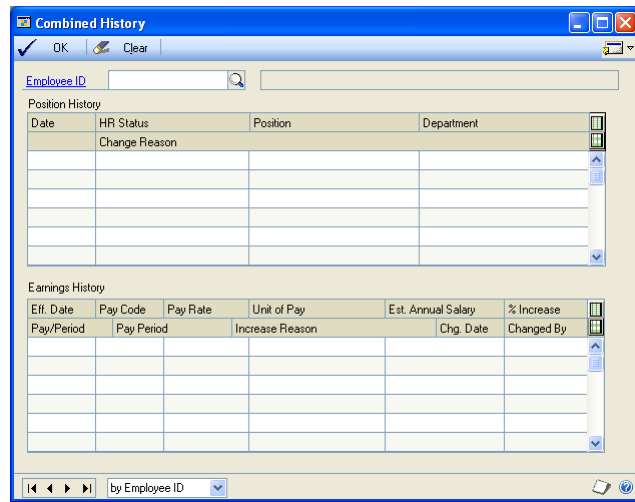 Combined History
OK Clear
Employee ID
Position History
Date HR Status Position Department
Change Reason
Earnings History
Eff. Date Pay Code Pay Rate Unit of Pay Est. Annual Salary % Increase
Pay/Period Pay Period Increase Reason Chg. Date Changed By
by Employee ID